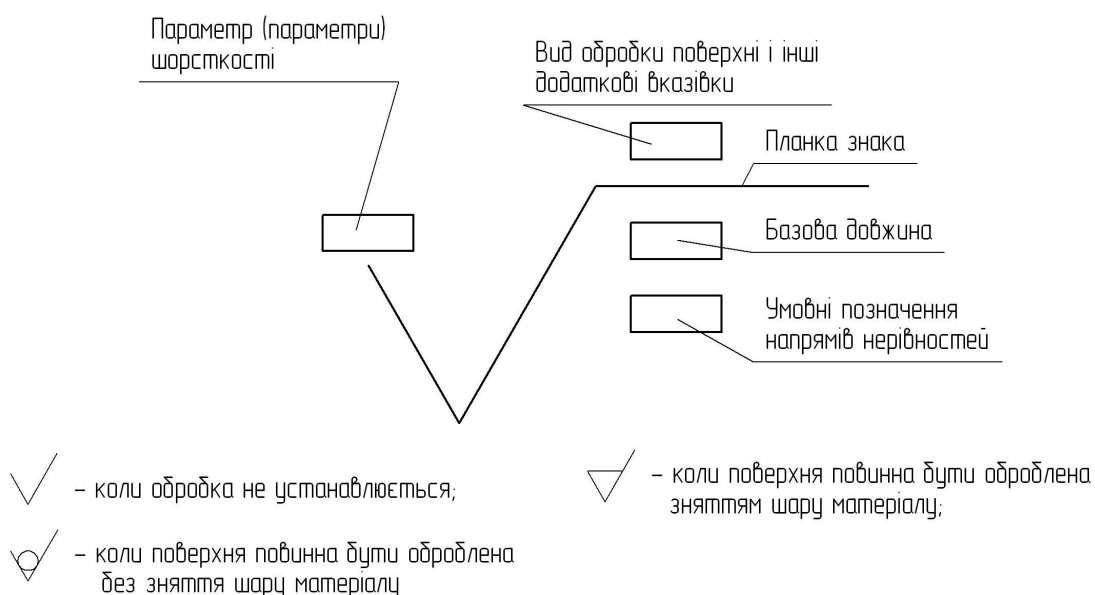 Параметр (параметри)
шорсткості
Вид обробки поверхні і інші
додаткові вказівки
Планка знака
Базова довжина
Умовні позначення
напрямів нерівностей
– коли обробка не установлюється;
– коли поверхня повинна бути оброблена
зняттям шару матеріалу;
– коли поверхня повинна бути оброблена
без зняття шару матеріалу